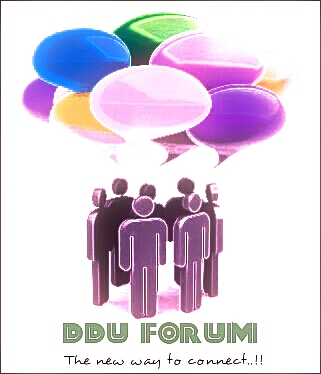 DDU FORUM
The new way to connect..!!